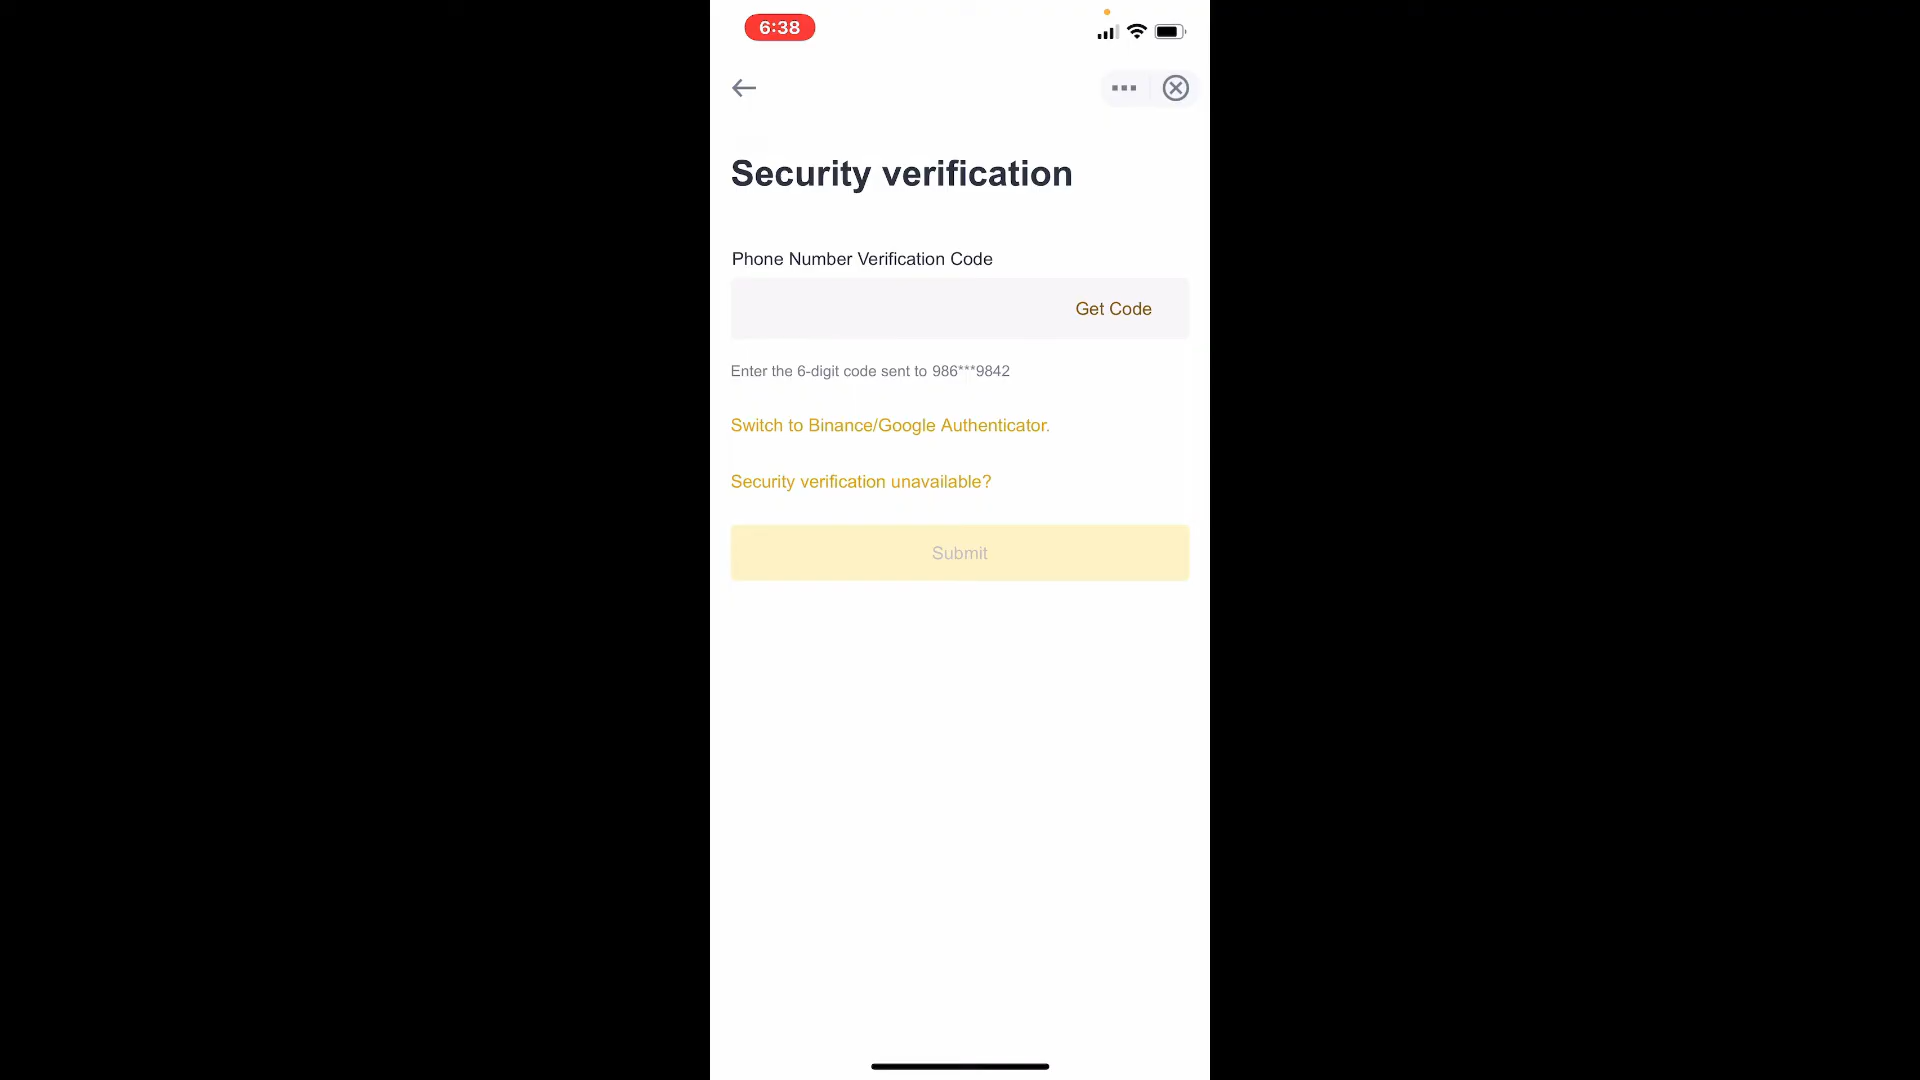 6:38
Security verification
Phone Number Verification Code
Get Code
Enter the 6-digit code sent to 986***9842
Switch to Binance/Google Authenticator.
Security verification unavailable?
Submit